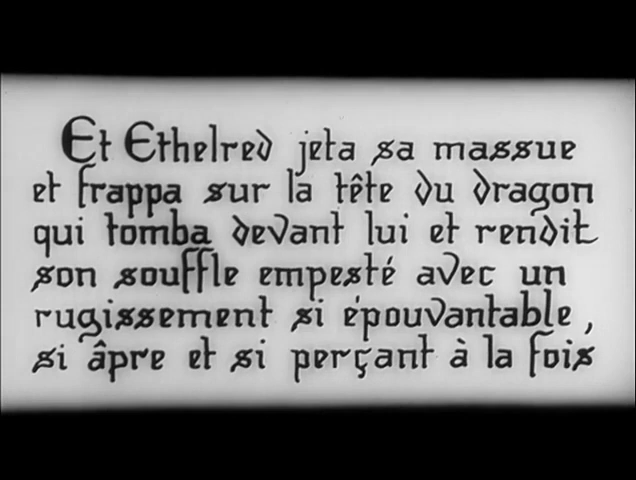 Et Ethelred jeta sa massue
et frappa sur la tête du dragon
qui tomba devant lui et rendit
son souffle empesté avec un
rugissement si épouvantable,
si âpre et si perçant à la fois